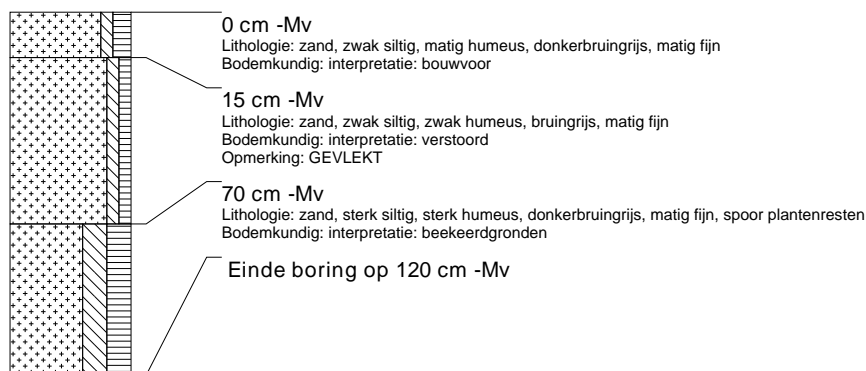 0 cm -Mv
Lithologie: zand, zwak siltig, matig humeus, donkerbruingrijs, matig fijn
Bodemkundig: interpretatie: bouwvoor
15 cm -Mv
Lithologie: zand, zwak siltig, zwak humeus, bruingrijs, matig fijn
Bodemkundig: interpretatie: verstoord
Opmerking: GEVLEKT
70 cm -Mv
Lithologie: zand, sterk siltig, sterk humeus, donkerbruingrijs, matig fijn, spoor plantenresten
Bodemkundig: interpretatie: beekeerdgronden
Einde boring op 120 cm -Mv